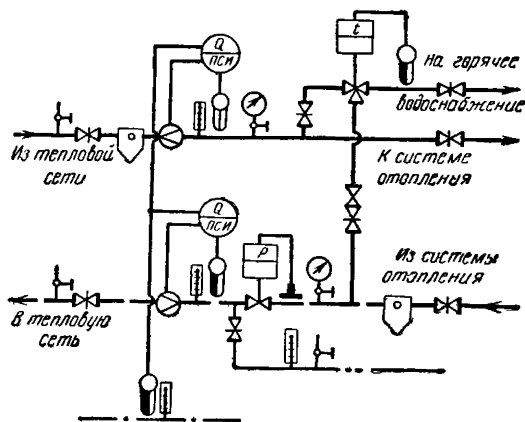 Q
ПСИ
t
на горячее
водоснабжение
Из тепловой
сети
К системе
отопления
Q
ПСИ
P
Из системы
отопления
В тепловую
сеть